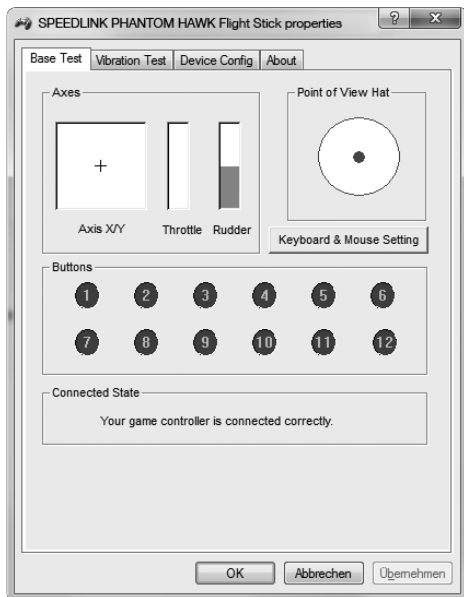 SPEEDLINK PHANTOM HAWK Flight Stick properties
Base Test Vibration Test Device Config About
Axes
Point of View Hat
Axis X/Y Throttle Rudder
Keyboard & Mouse Setting
Buttons
1 2 3 4 5 6
7 8 9 10 11 12
Connected State
Your game controller is connected correctly.
OK Abbrechen Übernehmen